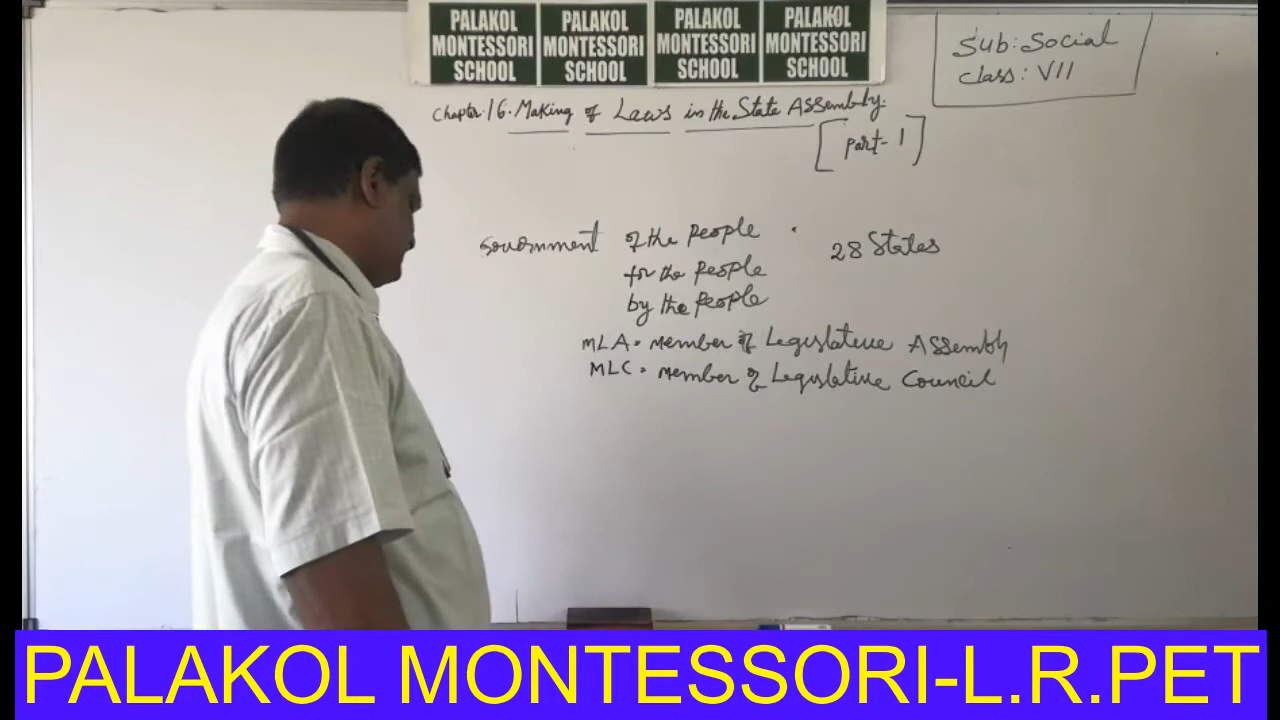 PALAKOL MONTESSORI SCHOOL
PALAKOL MONTESSORI SCHOOL
PALAKOL MONTESSORI SCHOOL
PALAKOL MONTESSORI SCHOOL
Sub: Social
Class: VII
Chapter: 16. Making of Laws in the State Assembly.
[Part-1]
Government of the People
28 States
for the People
by the People
MLA = Member of Legislature Assembly
MLC = Member of Legislative Council
PALAKOL MONTESSORI-L.R.PET